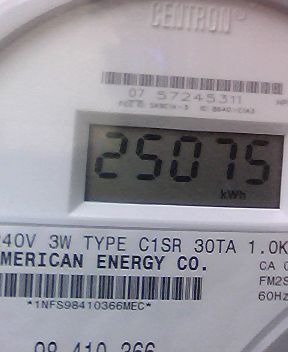 CENTRON
07 57245311
25075
kWh
240V 3W TYPE C1SR 30TA 1.0K
MERICAN ENERGY CO.
CA
FM2S
60Hz
*1NFS98410366MEC*
98 410 366